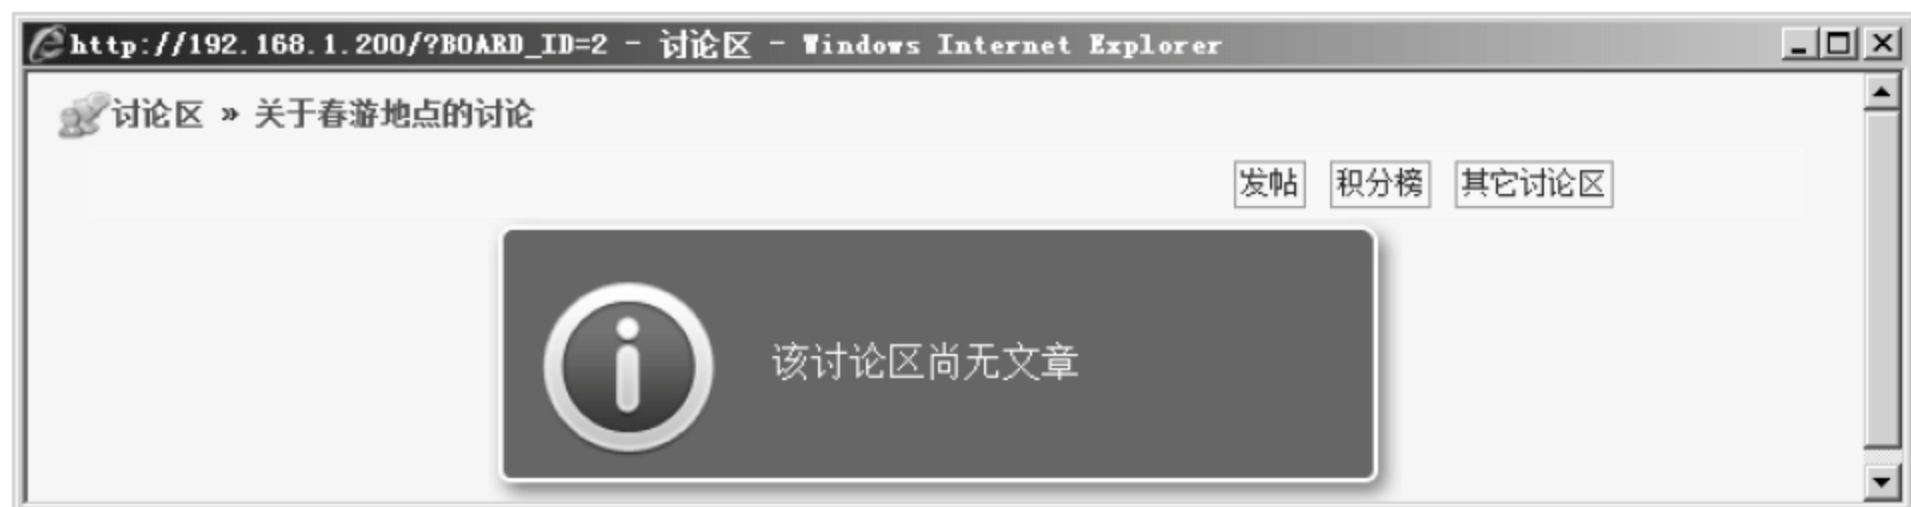 http://192.168.1.200/?BOARD_ID=2 - 讨论区 - Windows Internet Explorer
讨论区 » 关于春游地点的讨论
发帖 积分榜 其它讨论区
该讨论区尚无文章